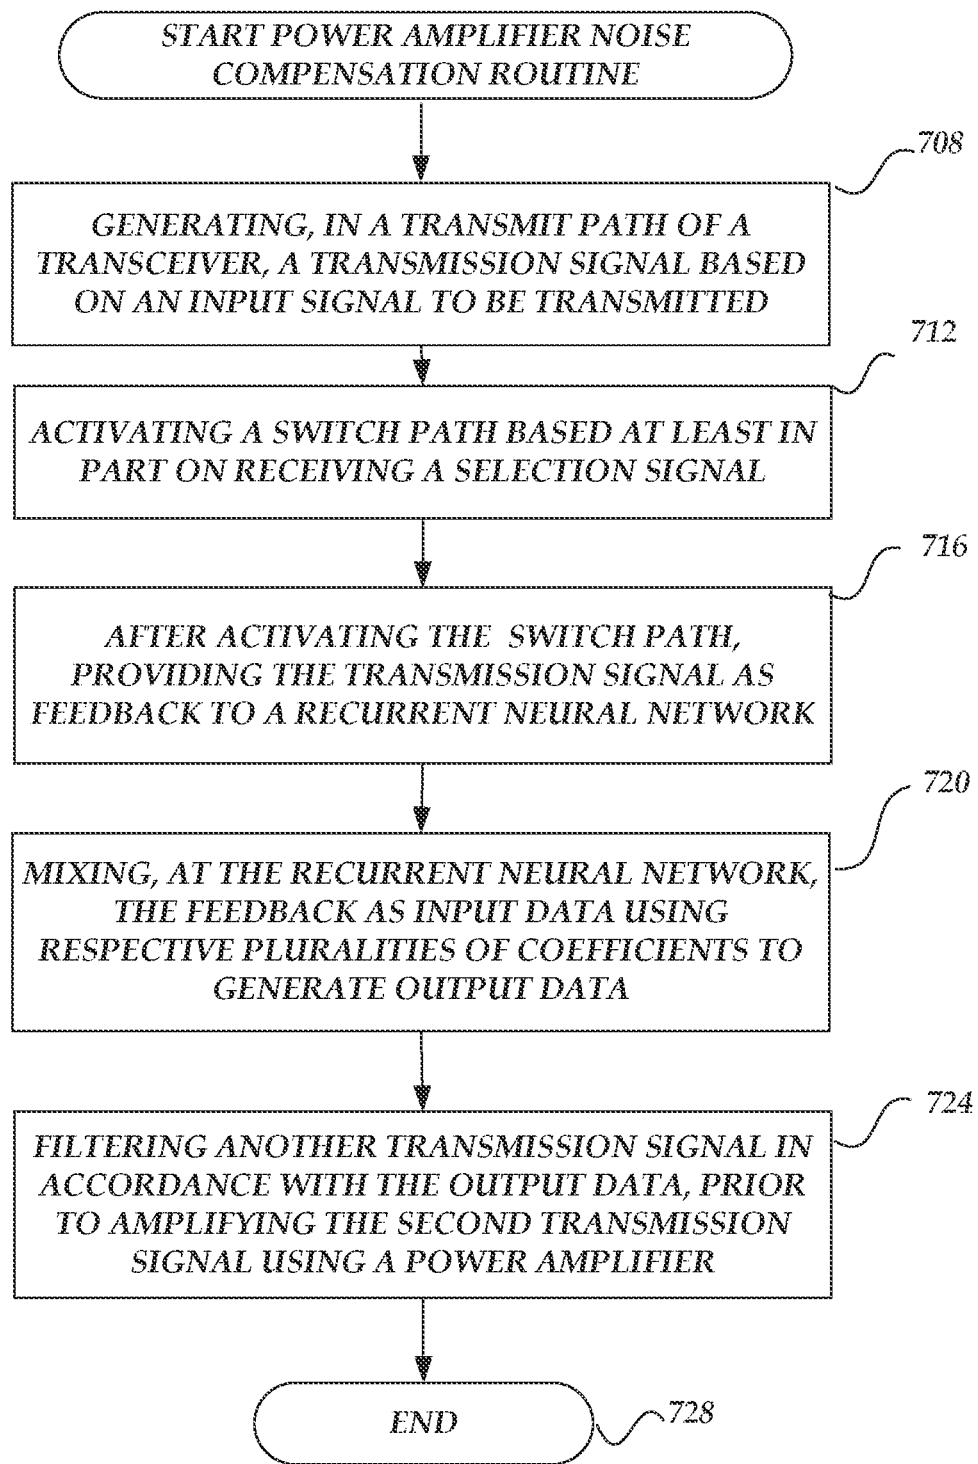 START POWER AMPLIFIER NOISE
COMPENSATION ROUTINE
708
GENERATING, IN A TRANSMIT PATH OF A
TRANSCEIVER, A TRANSMISSION SIGNAL BASED
ON AN INPUT SIGNAL TO BE TRANSMITTED
712
ACTIVATING A SWITCH PATH BASED AT LEAST IN
PART ON RECEIVING A SELECTION SIGNAL
716
AFTER ACTIVATING THE SWITCH PATH,
PROVIDING THE TRANSMISSION SIGNAL AS
FEEDBACK TO A RECURRENT NEURAL NETWORK
720
MIXING, AT THE RECURRENT NEURAL NETWORK,
THE FEEDBACK AS INPUT DATA USING
RESPECTIVE PLURALITIES OF COEFFICIENTS TO
GENERATE OUTPUT DATA
724
FILTERING ANOTHER TRANSMISSION SIGNAL IN
ACCORDANCE WITH THE OUTPUT DATA, PRIOR
TO AMPLIFYING THE SECOND TRANSMISSION
SIGNAL USING A POWER AMPLIFIER
END
728